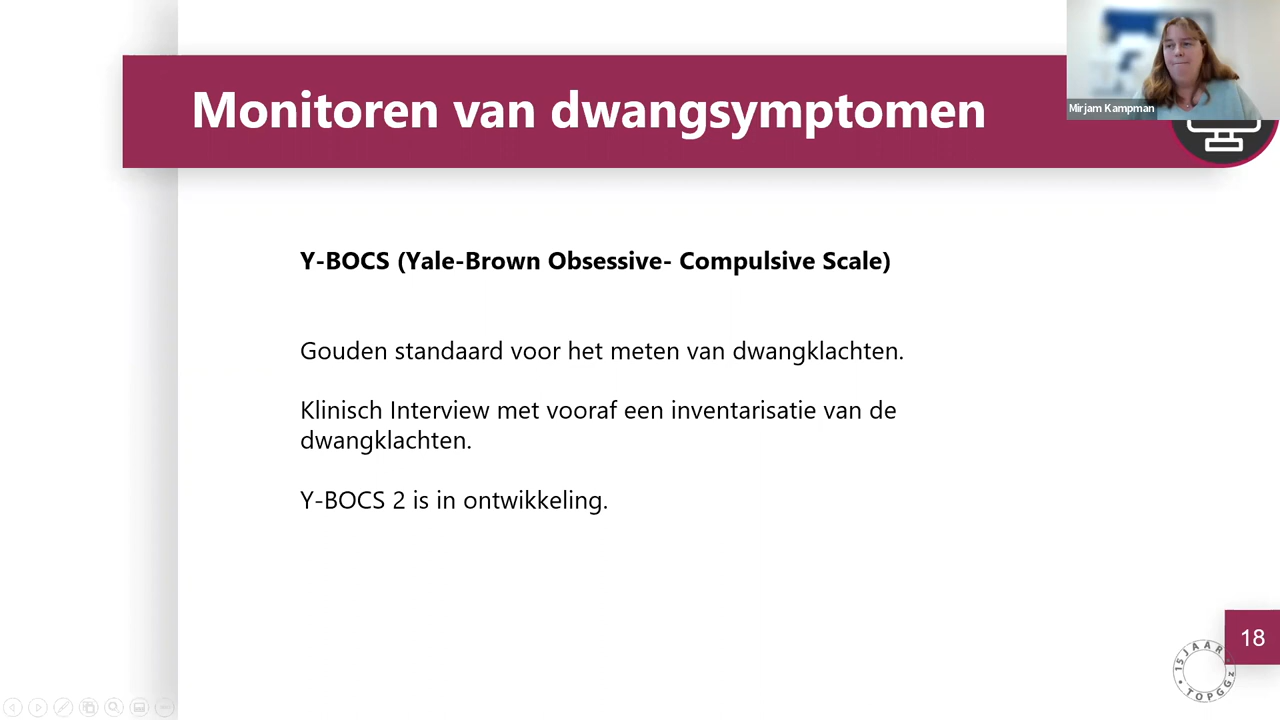 Mirjam Kampman
Monitoren van dwangsymptomen
Y-BOCS (Yale-Brown Obsessive- Compulsive Scale)
Gouden standaard voor het meten van dwangklachten.
Klinisch Interview met vooraf een inventarisatie van de
dwangklachten.
Y-BOCS 2 is in ontwikkeling.
18
15 JAAR
TOPGGz